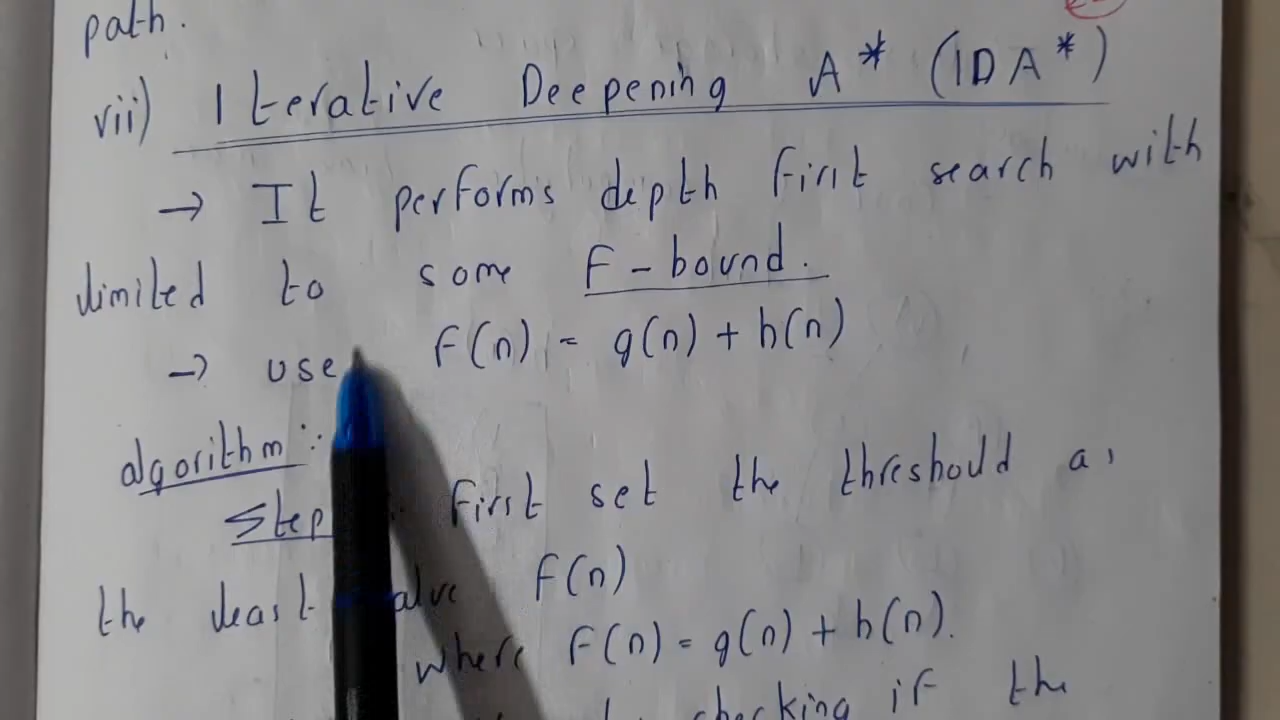 path.
vii) Iterative Deepening A* (IDA*)
→ It performs depth first search with
limited to some F-bound.
→ use F(n) = g(n) + h(n)
algorithm:
Step : First set the threshold as
the least F(n)
where F(n) = g(n) + h(n).
checking if the